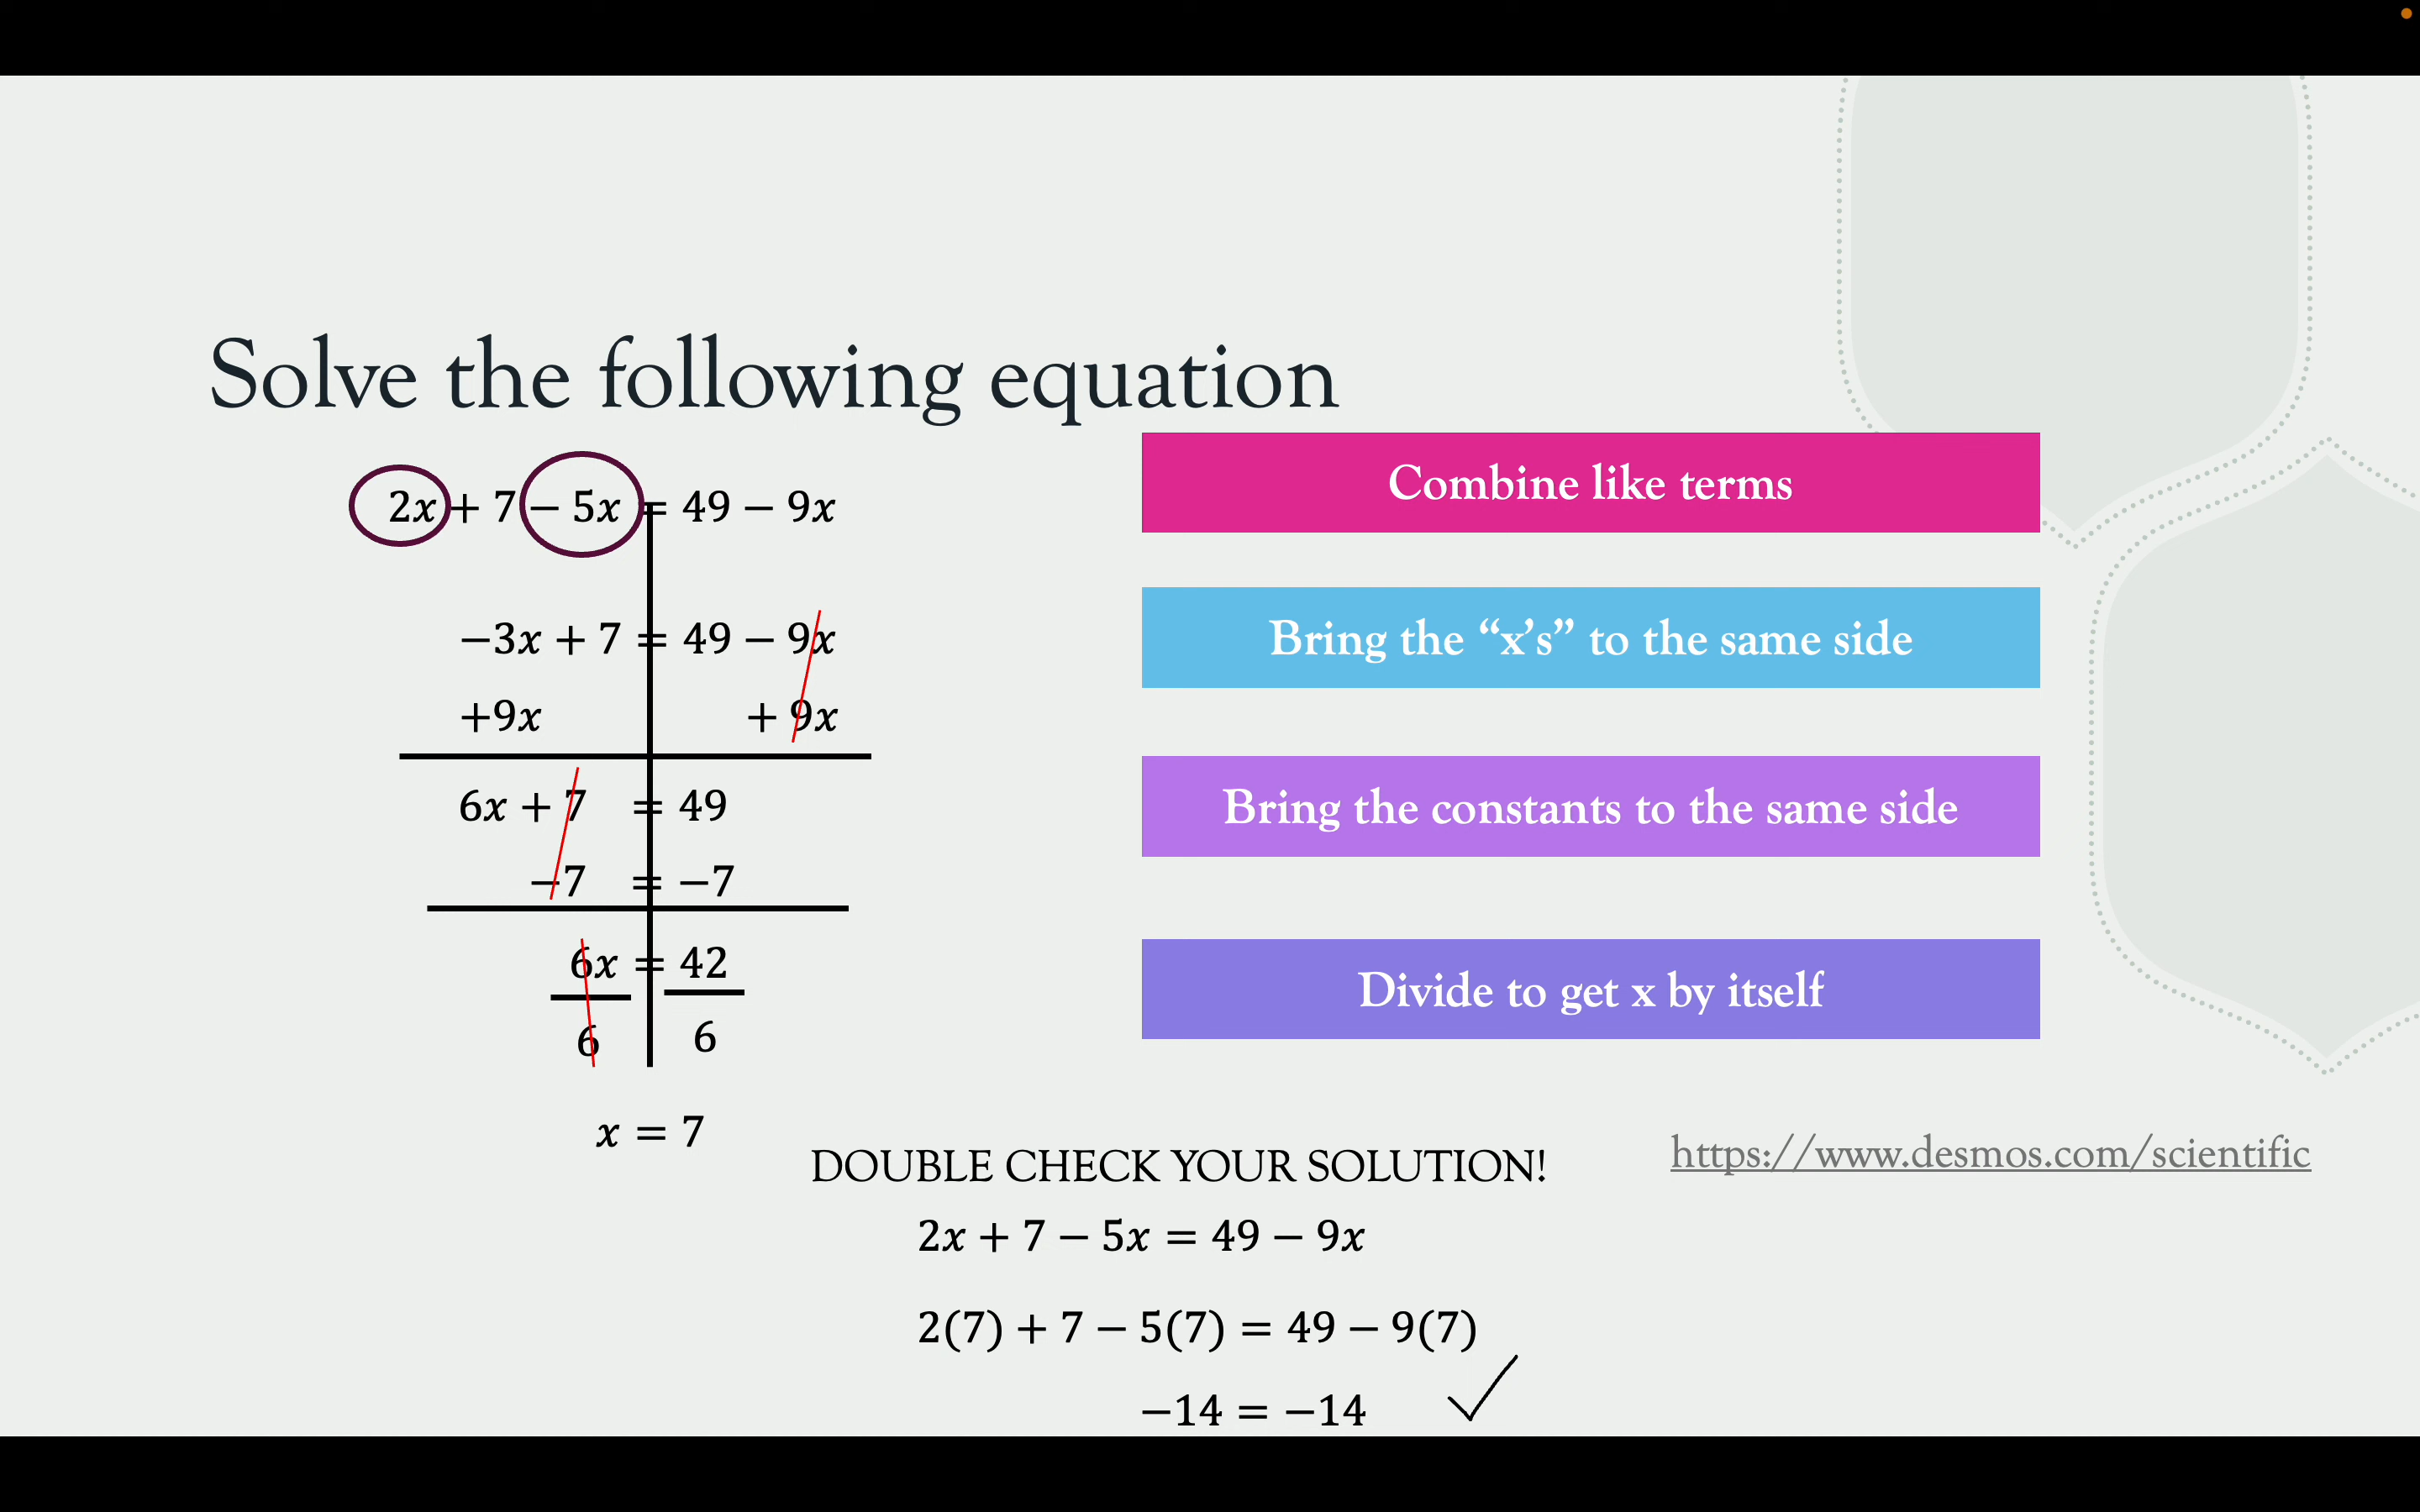 Solve the following equation
2x + 7 − 5x = 49 − 9x
−3x + 7 = 49 − 9x
+9x + 9x
6x + 7 = 49
−7 = −7
6x = 42
6 6
x = 7
Combine like terms
Bring the “x’s” to the same side
Bring the constants to the same side
Divide to get x by itself
DOUBLE CHECK YOUR SOLUTION!
2x + 7 − 5x = 49 − 9x
2(7) + 7 − 5(7) = 49 − 9(7)
−14 = −14
https://www.desmos.com/scientific